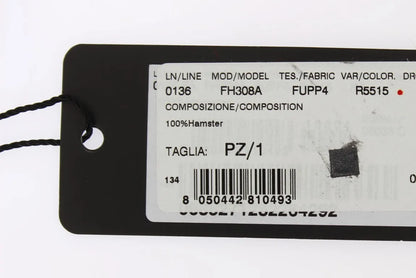 LN/LINE MOD/MODEL TES./FABRIC VAR/COLOR. DR
0136 FH308A FUPP4 R5515
COMPOSIZIONE/COMPOSITION
100%Hamster
TAGLIA: PZ/1
134
8 050442 810493